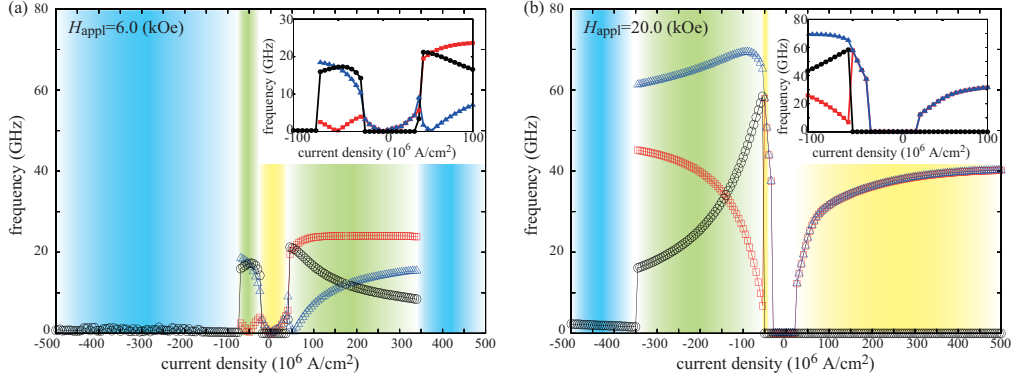 (a)
H_appl=6.0 (kOe)
frequency (GHz)
80
60
40
20
0
-500 -400 -300 -200 -100 0 100 200 300 400 500
current density (10^6 A/cm^2)
frequency (GHz)
30
20
10
0
-100 0 100
current density (10^6 A/cm^2)
(b)
H_appl=20.0 (kOe)
frequency (GHz)
80
60
40
20
0
-500 -400 -300 -200 -100 0 100 200 300 400 500
current density (10^6 A/cm^2)
frequency (GHz)
80
60
40
20
0
-100 0 100
current density (10^6 A/cm^2)